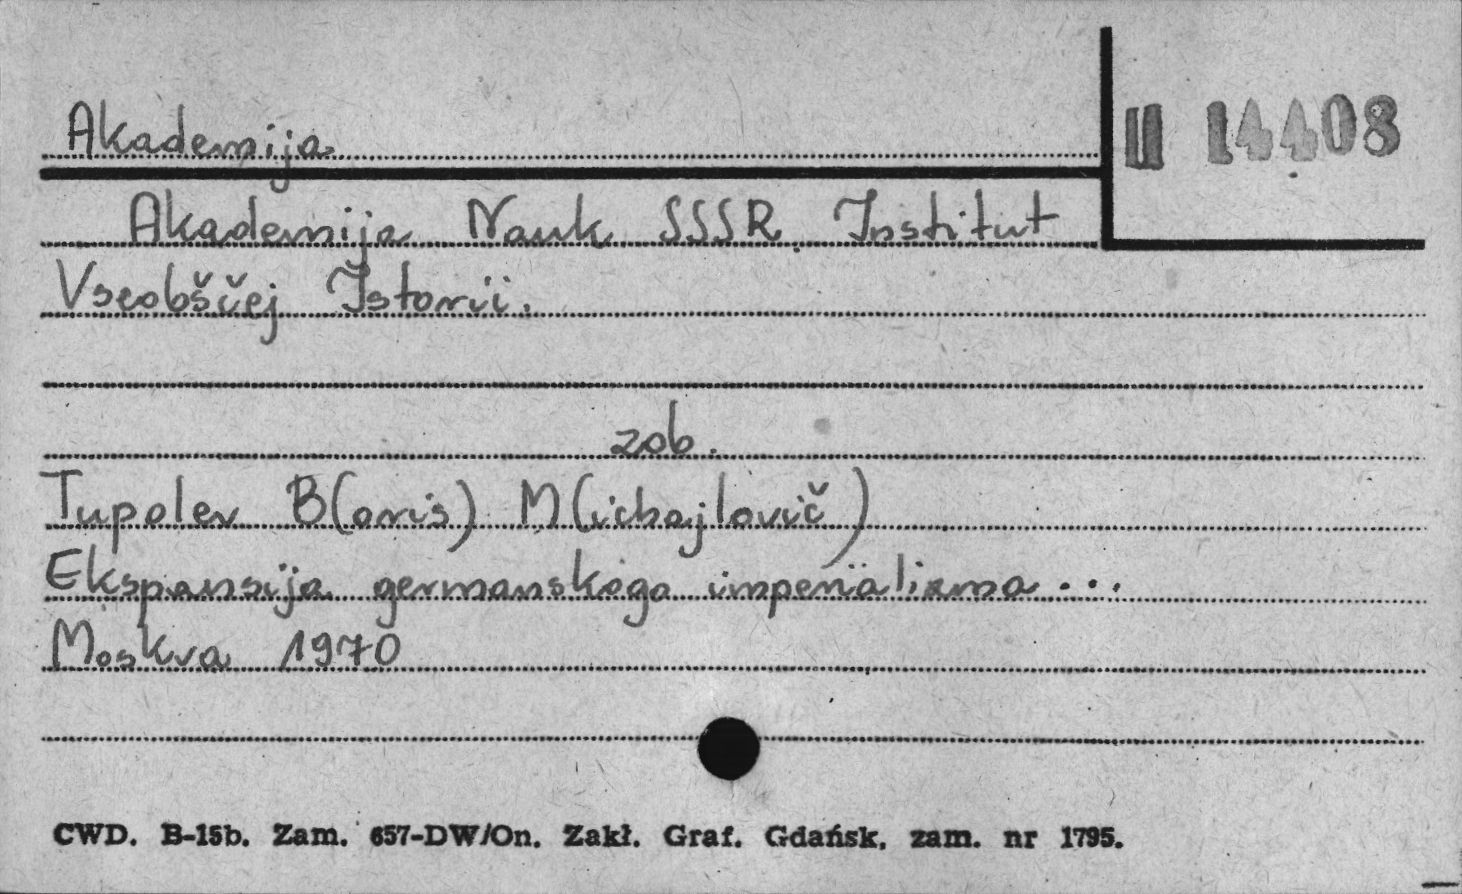 Akademija
II 14408
Akademija Nauk SSSR. Institut
Vseobščej Istorii.
zob.
Tupolev B(oris) M(ichajlovič)
Ekspansija germanskogo imperializma...
Moskva 1970
CWD. B-15b. Zam. 657-DW/On. Zakł. Graf. Gdańsk, zam. nr 1795.